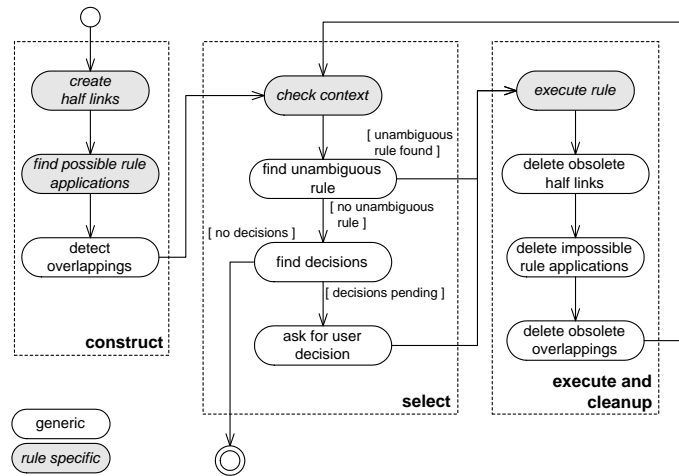 create
half links
find possible rule
applications
detect
overlappings
construct
check context
[ unambiguous
rule found ]
find unambiguous
rule
[ no unambiguous
rule ]
[ no decisions ]
find decisions
[ decisions pending ]
ask for user
decision
select
execute rule
delete obsolete
half links
delete impossible
rule applications
delete obsolete
overlappings
execute and
cleanup
generic
rule specific